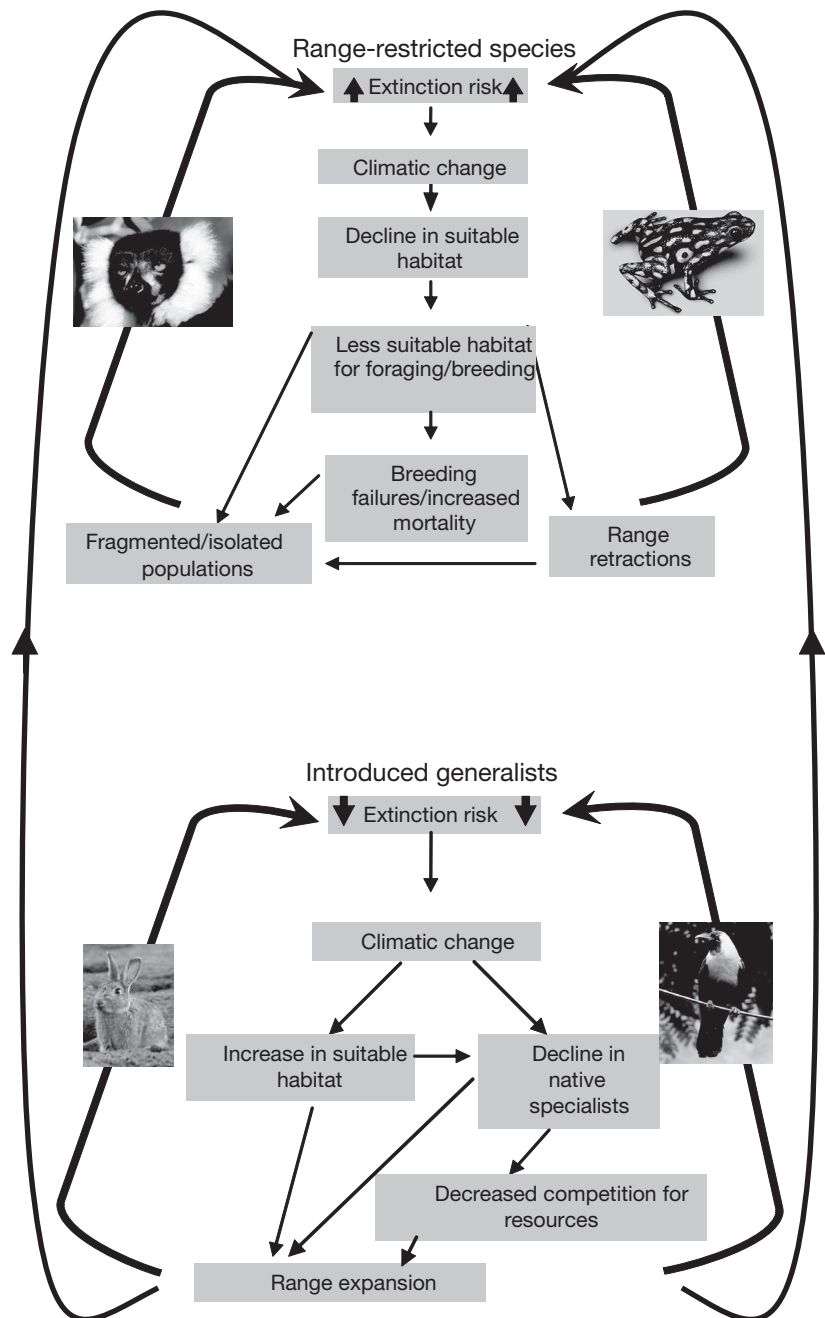 Range-restricted species
Extinction risk
Climatic change
Decline in suitable
habitat
Less suitable habitat
for foraging/breeding
Breeding
failures/increased
mortality
Fragmented/isolated
populations
Range
retractions
Introduced generalists
Extinction risk
Climatic change
Increase in suitable
habitat
Decline in
native
specialists
Decreased competition for
resources
Range expansion